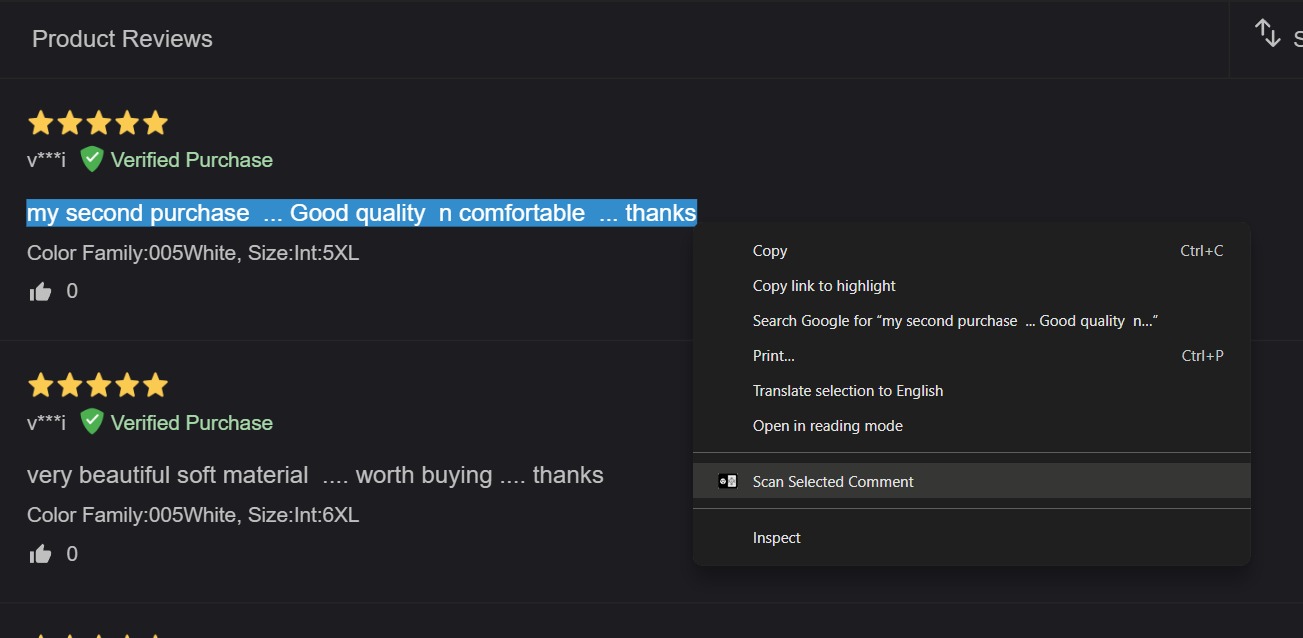 Product Reviews
v***i Verified Purchase
my second purchase ... Good quality n comfortable ... thanks
Color Family:005White, Size:Int:5XL
0
v***i Verified Purchase
very beautiful soft material .... worth buying .... thanks
Color Family:005White, Size:Int:6XL
0
Copy Ctrl+C
Copy link to highlight
Search Google for “my second purchase ... Good quality n...“
Print... Ctrl+P
Translate selection to English
Open in reading mode
Scan Selected Comment
Inspect